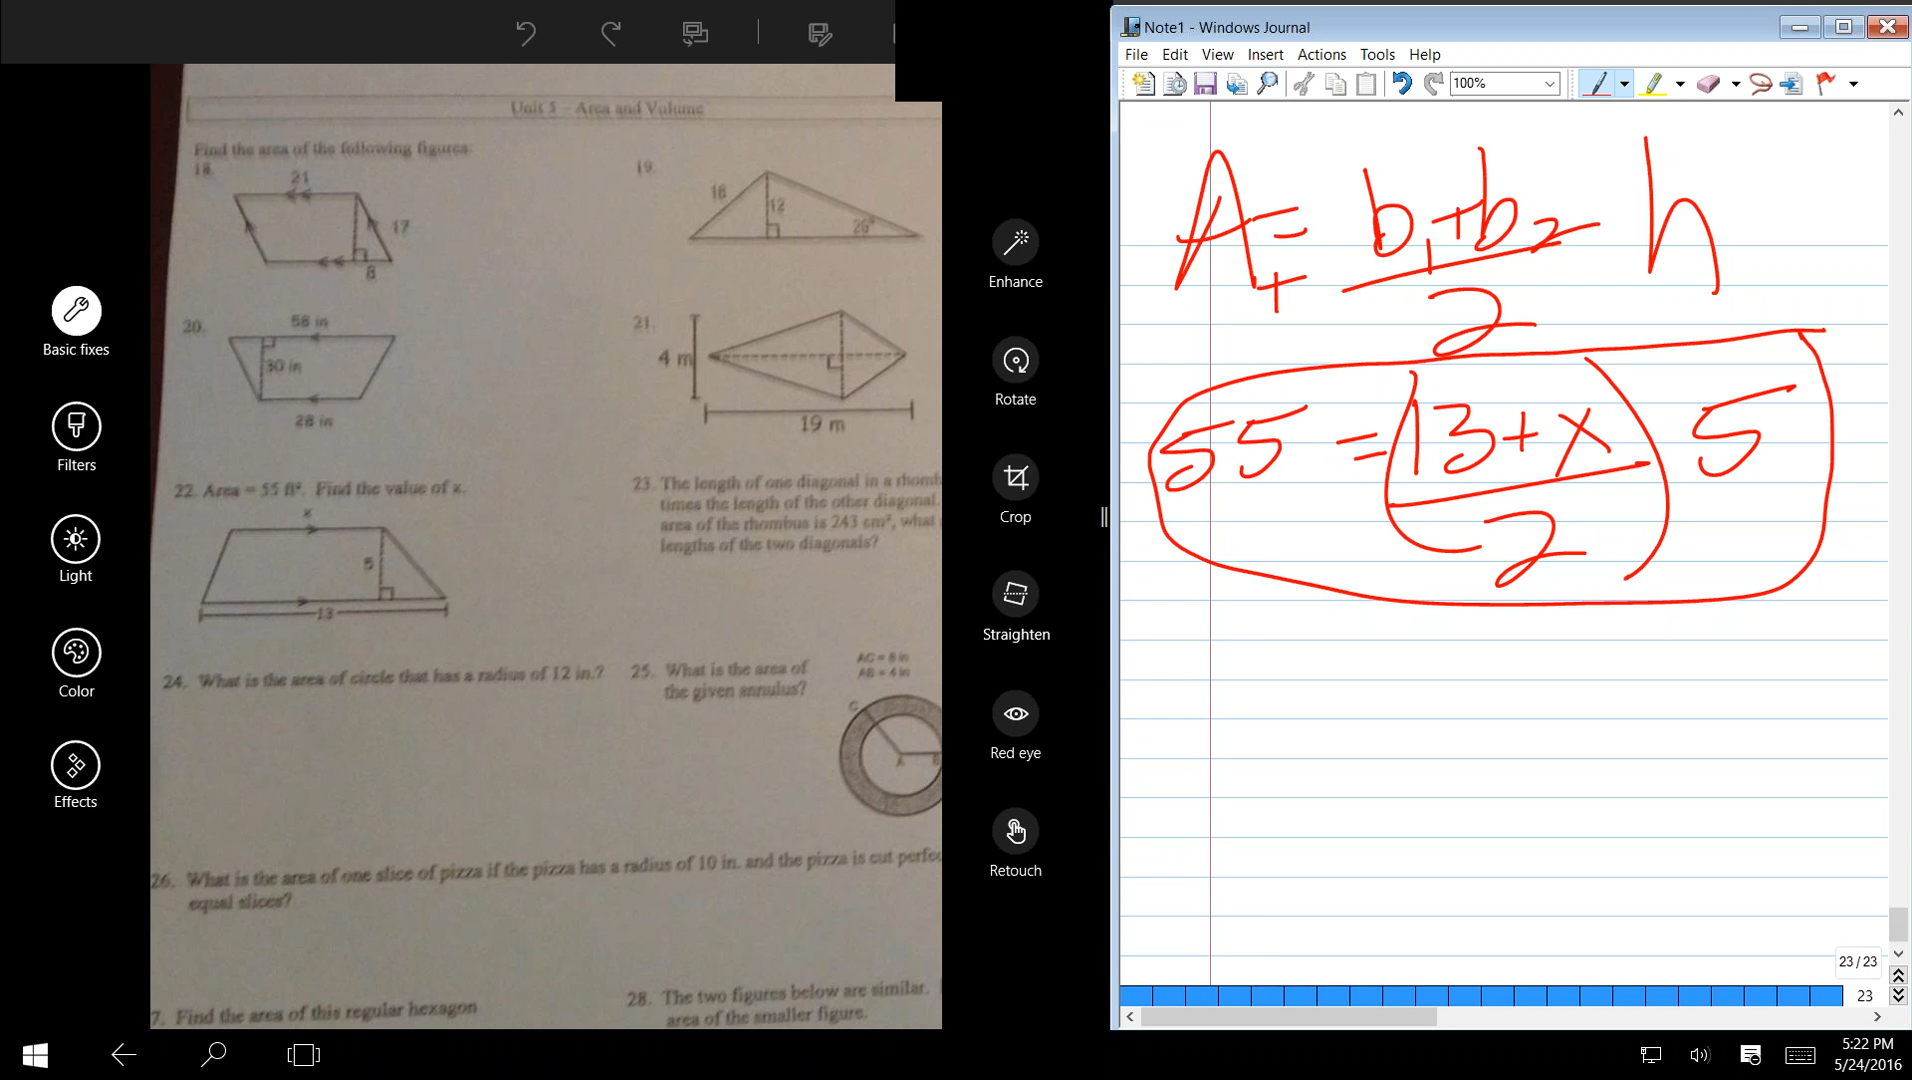 Note1 - Windows Journal
File Edit View Insert Actions Tools Help
100%
Basic fixes
Filters
Light
Color
Effects
Unit 5 - Area and Volume
Find the area of the following figures:
18.
21
17
8
19.
18
12
26°
20.
58 in
30 in
28 in
21.
4 m
19 m
22. Area = 55 ft². Find the value of x.
x
5
13
23. The length of one diagonal in a rhomb
times the length of the other diagonal.
area of the rhombus is 243 cm², what
lengths of the two diagonals?
24. What is the area of circle that has a radius of 12 in.?
25. What is the area of
the given annulus?
AC = 8 in
AB = 4 in
C
A
B
26. What is the area of one slice of pizza if the pizza has a radius of 10 in. and the pizza is cut perfec
equal slices?
7. Find the area of this regular hexagon
28. The two figures below are similar.
area of the smaller figure.
Enhance
Rotate
Crop
Straighten
Red eye
Retouch
A = b₁+b₂ h
2
55 = (13+x) 5
2
23 / 23
23
5:22 PM
5/24/2016